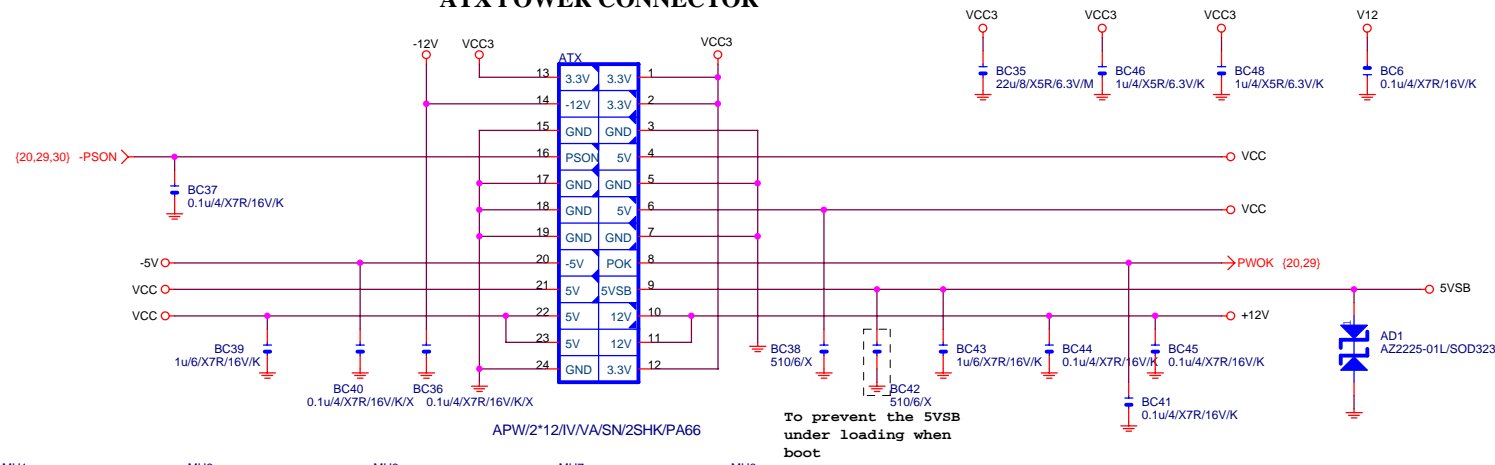 ATX POWER CONNECTOR
VCC3 VCC3 VCC3 V12
BC35
22u/8/X5R/6.3V/M
BC46
1u/4/X5R/6.3V/K
BC48
1u/4/X5R/6.3V/K
BC6
0.1u/4/X7R/16V/K
-12V VCC3 VCC3
ATX
13 3.3V 3.3V 1
14 -12V 3.3V 2
15 GND GND 3
{20,29,30} -PSON 16 PSON 5V 4 VCC
17 GND GND 5
18 GND 5V 6 VCC
19 GND GND 7
-5V 20 -5V POK 8 PWOK {20,29}
VCC 21 5V 5VSB 9 5VSB
VCC 22 5V 12V 10 +12V
23 5V 12V 11
24 GND 3.3V 12
BC37
0.1u/4/X7R/16V/K
BC39
1u/6/X7R/16V/K
BC40
0.1u/4/X7R/16V/K/X
BC36
0.1u/4/X7R/16V/K/X
BC38
510/6/X
BC42
510/6/X
BC43
1u/6/X7R/16V/K
BC44
0.1u/4/X7R/16V/K
BC45
0.1u/4/X7R/16V/K
BC41
0.1u/4/X7R/16V/K
1
AD1
AZ2225-01L/SOD323
APW/2*12/IV/VA/SN/2SHK/PA66
To prevent the 5VSB
under loading when
boot